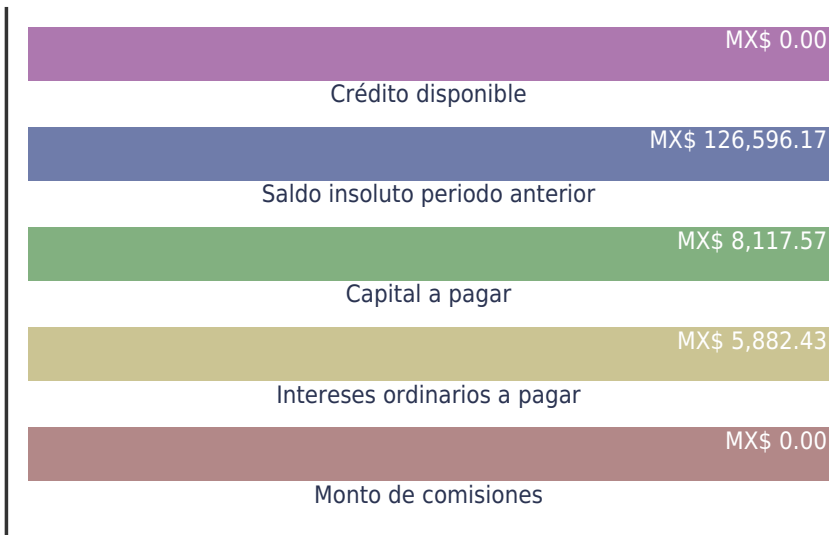 MX$ 0.00
Crédito disponible
MX$ 126,596.17
Saldo insoluto periodo anterior
MX$ 8,117.57
Capital a pagar
MX$ 5,882.43
Intereses ordinarios a pagar
MX$ 0.00
Monto de comisiones